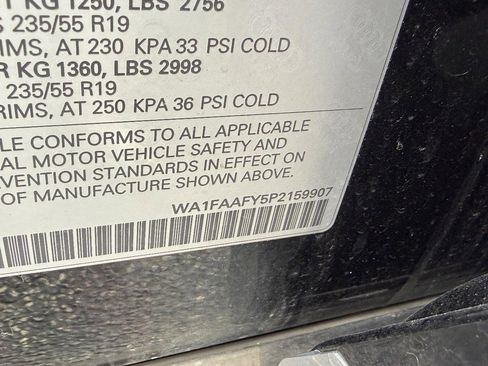 T KG 1250, LBS 2756
S 235/55 R19
RIMS, AT 230 KPA 33 PSI COLD
R KG 1360, LBS 2998
235/55 R19
RIMS, AT 250 KPA 36 PSI COLD
LE CONFORMS TO ALL APPLICABLE
AL MOTOR VEHICLE SAFETY AND
VENTION STANDARDS IN EFFECT ON
OF MANUFACTURE SHOWN ABOVE.
WA1FAAFY5P2159907